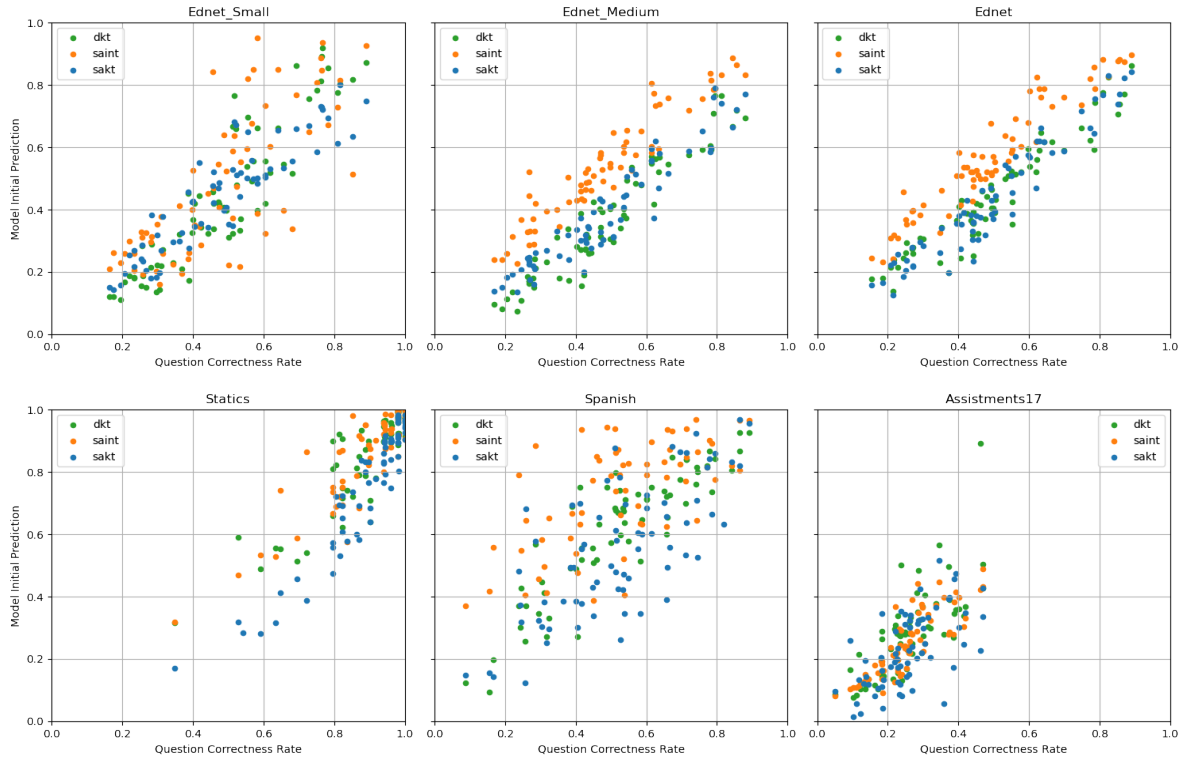 Ednet_Small
Ednet_Medium
Ednet
1.0
0.8
0.6
0.4
0.2
0.0
Model Initial Prediction
dkt
saint
sakt
dkt
saint
sakt
dkt
saint
sakt
0.0 0.2 0.4 0.6 0.8 1.0
0.0 0.2 0.4 0.6 0.8 1.0
0.0 0.2 0.4 0.6 0.8 1.0
Question Correctness Rate
Question Correctness Rate
Question Correctness Rate
Statics
Spanish
Assistments17
1.0
0.8
0.6
0.4
0.2
0.0
Model Initial Prediction
dkt
saint
sakt
dkt
saint
sakt
dkt
saint
sakt
0.0 0.2 0.4 0.6 0.8 1.0
0.0 0.2 0.4 0.6 0.8 1.0
0.0 0.2 0.4 0.6 0.8 1.0
Question Correctness Rate
Question Correctness Rate
Question Correctness Rate